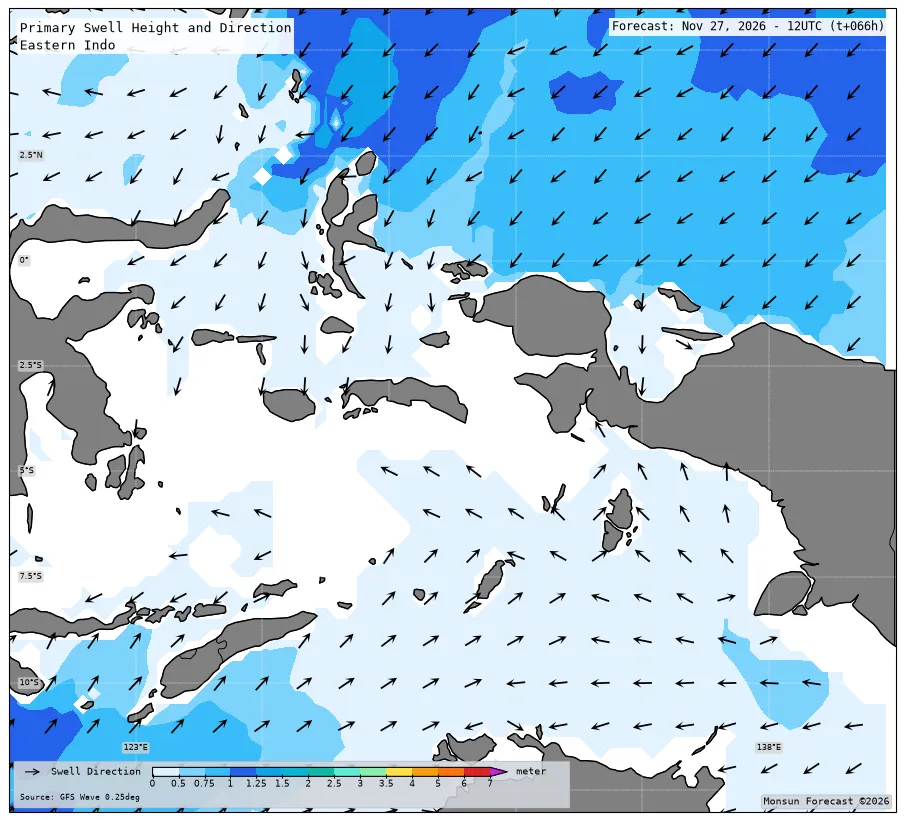 Primary Swell Height and Direction
Eastern Indo
Forecast: Nov 27, 2026 - 12UTC (t+066h)
2.5°N
0°
2.5°S
5°S
7.5°S
10°S
123°E
138°E
Swell Direction
0 0.5 0.75 1 1.25 1.5 2 2.5 3 3.5 4 5 6 7
meter
Source: GFS Wave 0.25deg
Monsun Forecast ©2026